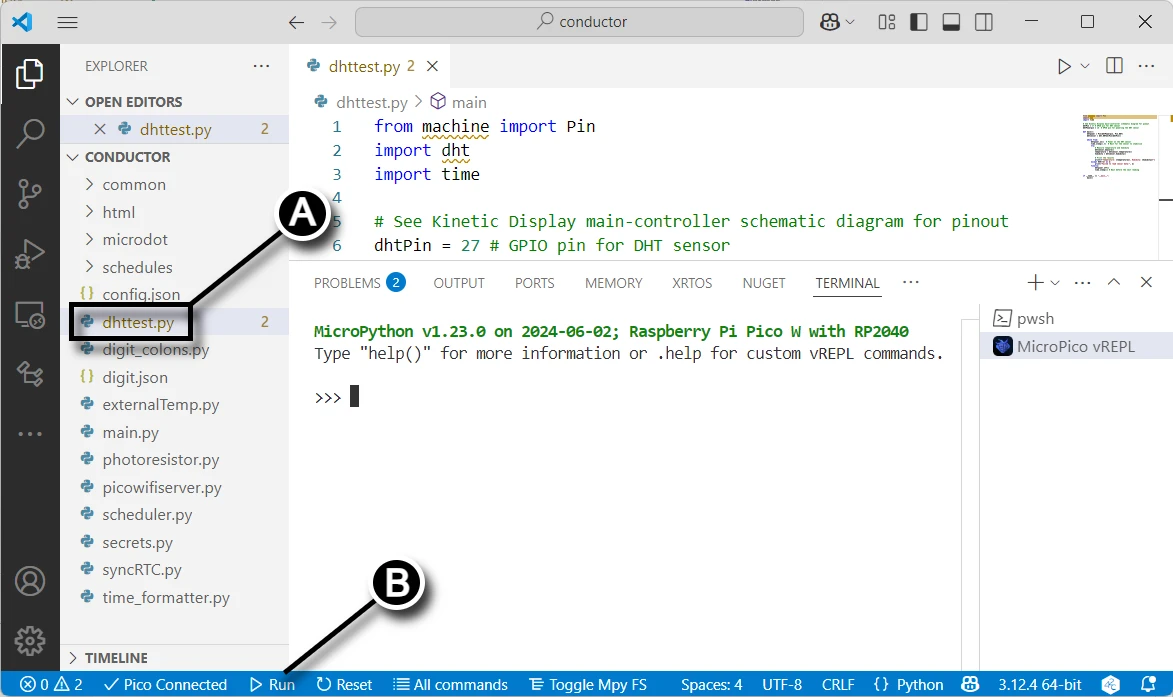 conductor
EXPLORER
OPEN EDITORS
dhttest.py 2
CONDUCTOR
common
html
microdot
schedules
config.json
dhttest.py 2
digit_colons.py
digit.json
externalTemp.py
main.py
photoresistor.py
picowifiserver.py
scheduler.py
secrets.py
syncRTC.py
time_formatter.py
TIMELINE
A
B
dhttest.py 2
dhttest.py > main
1 from machine import Pin
2 import dht
3 import time
4
5 # See Kinetic Display main-controller schematic diagram for pinout
6 dhtPin = 27 # GPIO pin for DHT sensor
PROBLEMS 2 OUTPUT PORTS MEMORY XRTOS NUGET TERMINAL
MicroPython v1.23.0 on 2024-06-02; Raspberry Pi Pico W with RP2040
Type "help()" for more information or .help for custom vREPL commands.
>>>
pwsh
MicroPico vREPL
0 2 Pico Connected Run Reset All commands Toggle Mpy FS Spaces: 4 UTF-8 CRLF {} Python 3.12.4 64-bit